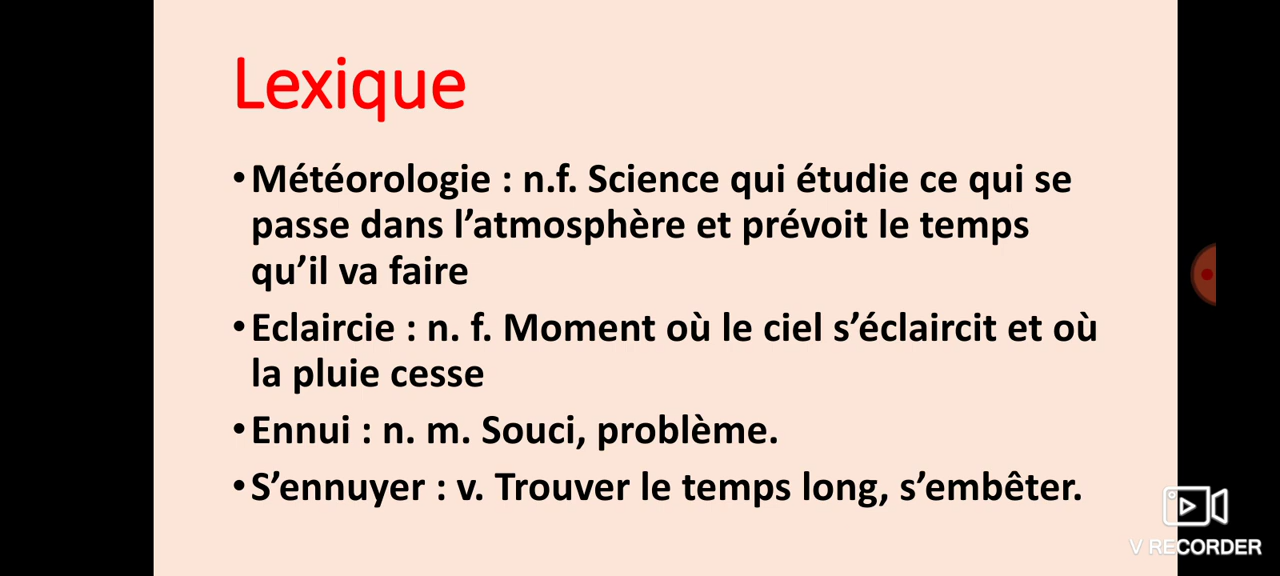 Lexique
•Météorologie : n.f. Science qui étudie ce qui se
passe dans l’atmosphère et prévoit le temps
qu’il va faire
•Eclaircie : n. f. Moment où le ciel s’éclaircit et où
la pluie cesse
•Ennui : n. m. Souci, problème.
•S’ennuyer : v. Trouver le temps long, s’embêter.
V RECORDER